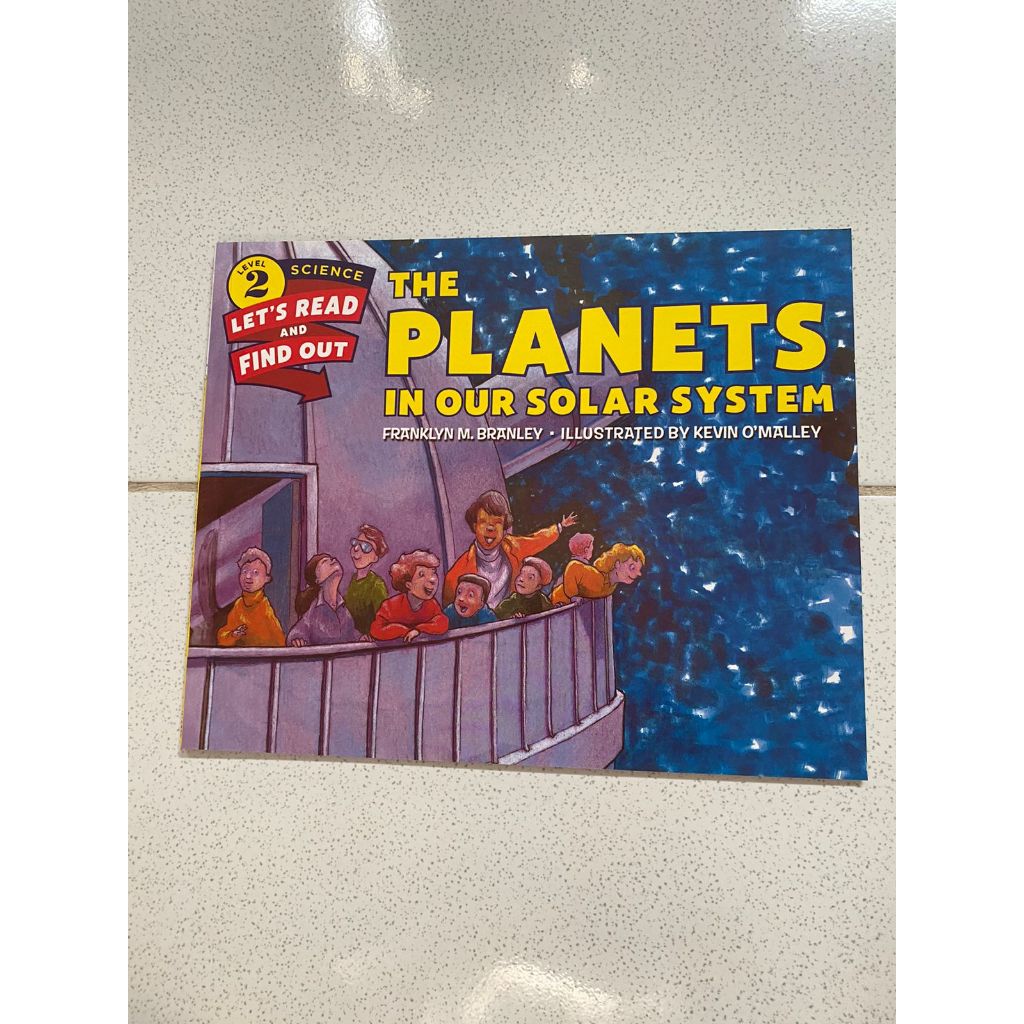 LEVEL
2
SCIENCE
LET'S READ
AND
FIND OUT
THE
PLANETS
IN OUR SOLAR SYSTEM
FRANKLYN M. BRANLEY • ILLUSTRATED BY KEVIN O'MALLEY